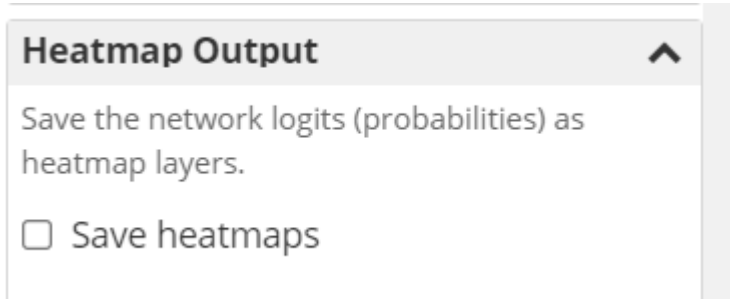 Heatmap Output
Save the network logits (probabilities) as
heatmap layers.
Save heatmaps